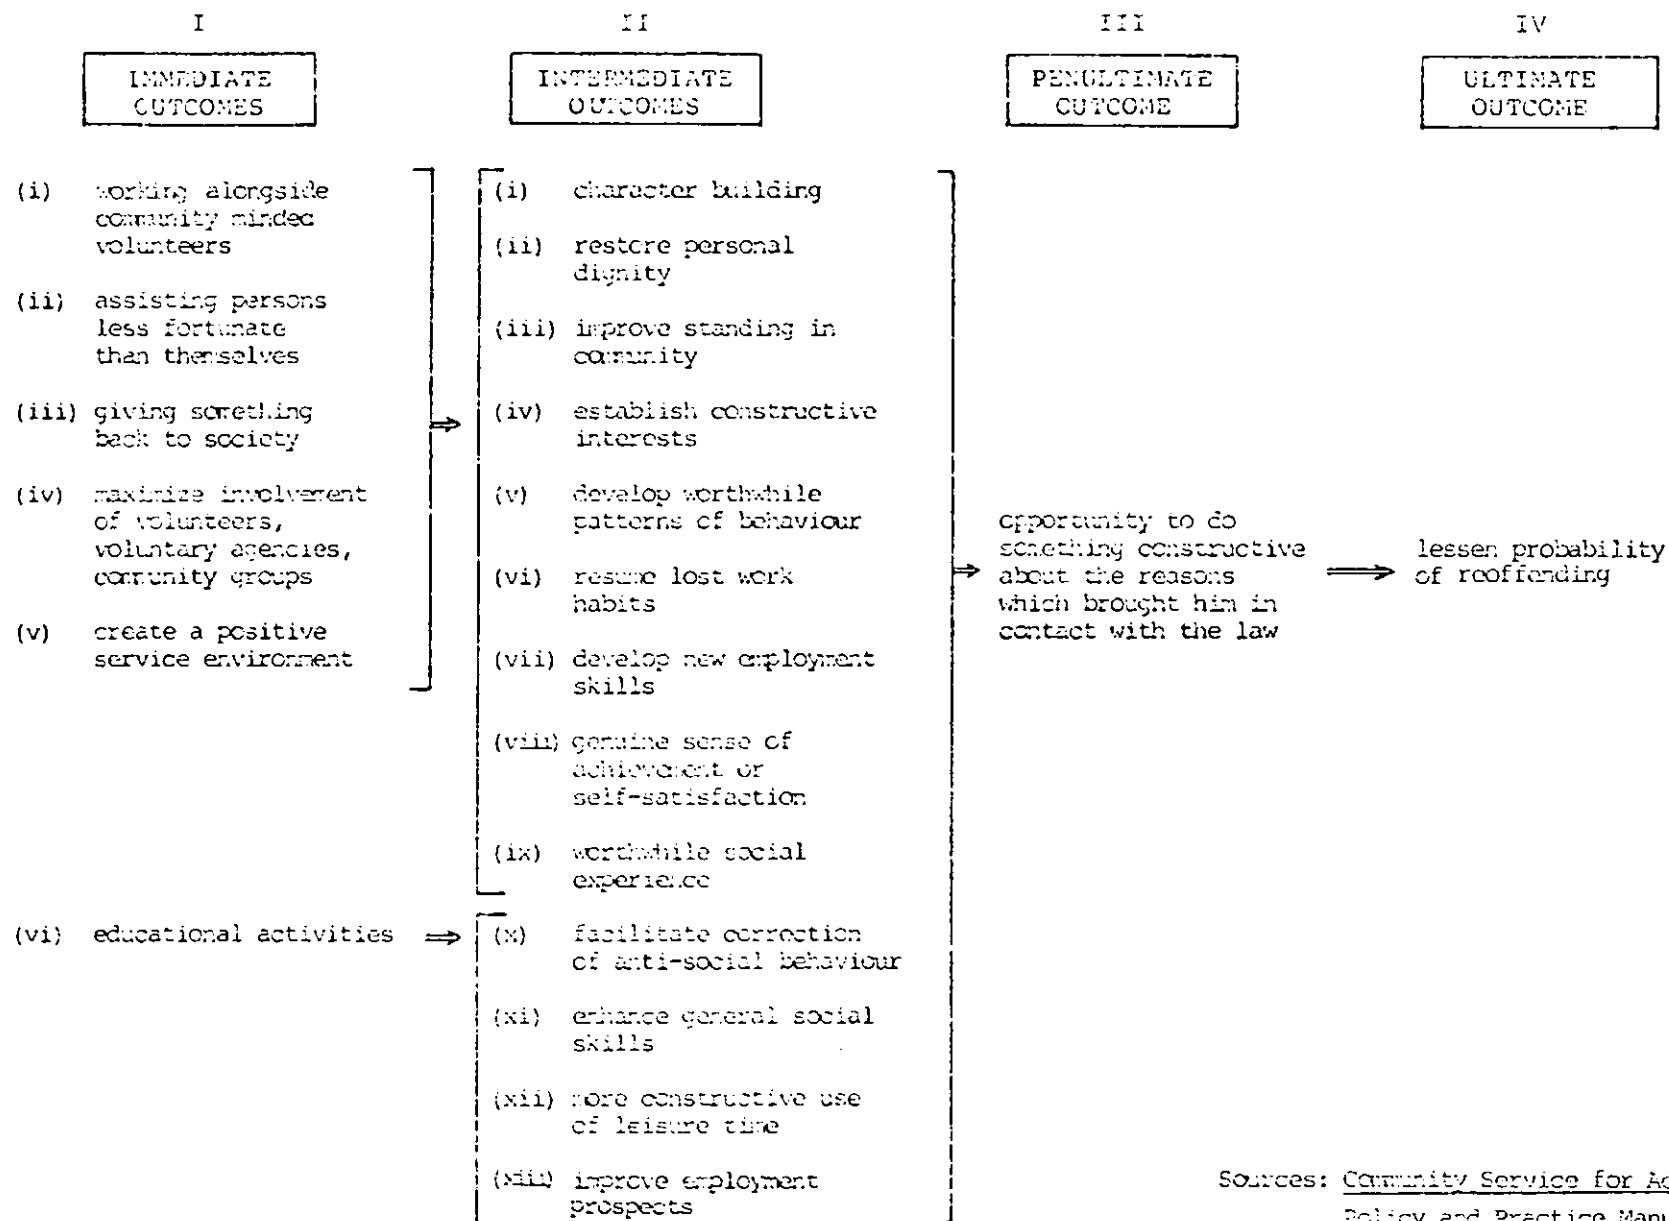 I
II
III
IV
IMMEDIATE
OUTCOMES
INTERMEDIATE
OUTCOMES
PENULTIMATE
OUTCOME
ULTIMATE
OUTCOME
(i) working alongside
community minded
volunteers
(ii) assisting persons
less fortunate
than themselves
(iii) giving something
back to society
(iv) maximize involvement
of volunteers,
voluntary agencies,
community groups
(v) create a positive
service environment
(vi) educational activities
(i) character building
(ii) restore personal
dignity
(iii) improve standing in
community
(iv) establish constructive
interests
(v) develop worthwhile
patterns of behaviour
(vi) resume lost work
habits
(vii) develop new employment
skills
(viii) genuine sense of
achievement or
self-satisfaction
(ix) worthwhile social
experience
(x) facilitate correction
of anti-social behaviour
(xi) enhance general social
skills
(xii) more constructive use
of leisure time
(xiii) improve employment
prospects
opportunity to do
something constructive
about the reasons
which brought him in
contact with the law
lessen probability
of reoffending
Sources: Community Service for
Policy and Practice